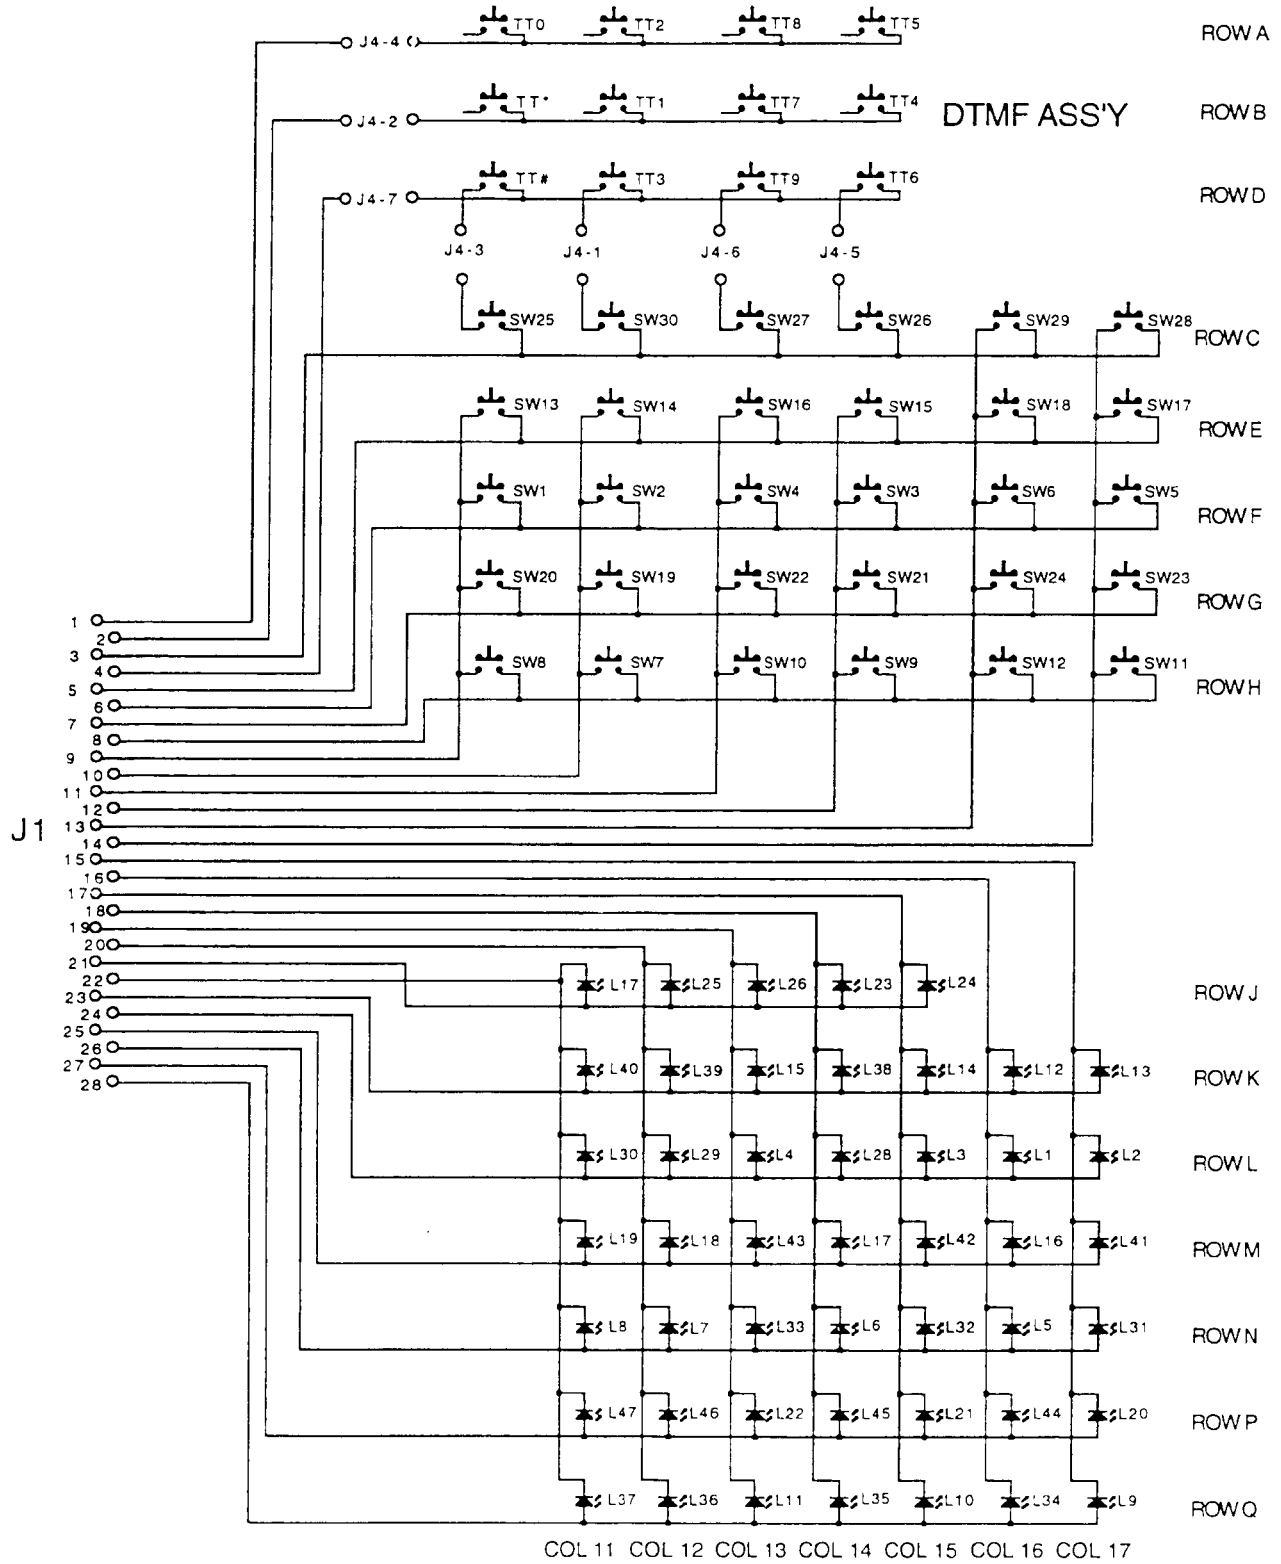 TT0 TT2 TT8 TT5 ROW A
J4-4
TT* TT1 TT7 TT4 DTMF ASS'Y ROW B
J4-2
TT# TT3 TT9 TT6 ROW D
J4-7
J4-3 J4-1 J4-6 J4-5
SW25 SW30 SW27 SW26 SW29 SW28 ROW C
SW13 SW14 SW16 SW15 SW18 SW17 ROW E
SW1 SW2 SW4 SW3 SW6 SW5 ROW F
SW20 SW19 SW22 SW21 SW24 SW23 ROW G
SW8 SW7 SW10 SW9 SW12 SW11 ROW H
1
2
3
4
5
6
7
8
9
10
11
12
J1
13
14
15
16
17
18
19
20
21
22
23
24
25
26
27
28
L17 L25 L26 L23 L24 ROW J
L40 L39 L15 L38 L14 L12 L13 ROW K
L30 L29 L4 L28 L3 L1 L2 ROW L
L19 L18 L43 L17 L42 L16 L41 ROW M
L8 L7 L33 L6 L32 L5 L31 ROW N
L47 L46 L22 L45 L21 L44 L20 ROW P
L37 L36 L11 L35 L10 L34 L9 ROW Q
COL 11 COL 12 COL 13 COL 14 COL 15 COL 16 COL 17